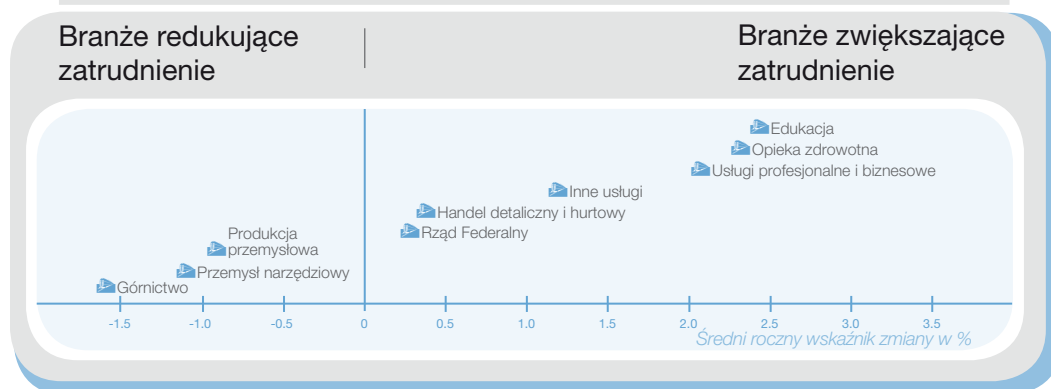 Branże redukujące
zatrudnienie
Branże zwiększające
zatrudnienie
Edukacja
Opieka zdrowotna
Usługi profesjonalne i biznesowe
Inne usługi
Handel detaliczny i hurtowy
Rząd Federalny
Produkcja
przemysłowa
Przemysł narzędziowy
Górnictwo
-1.5 -1.0 -0.5 0 0.5 1.0 1.5 2.0 2.5 3.0 3.5
Średni roczny wskaźnik zmiany w %